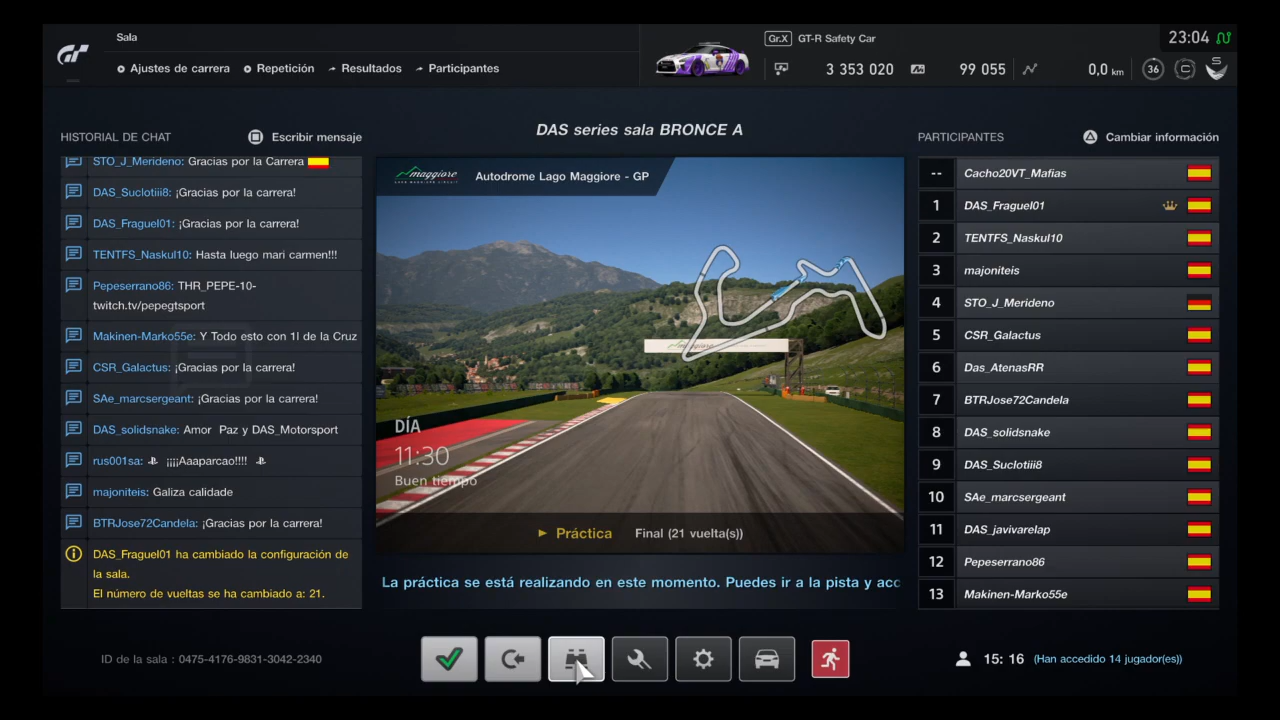 Sala
Ajustes de carrera
Repetición
Resultados
Participantes
Gr.X GT-R Safety Car
3 353 020
99 055
0,0 km
36
23:04
S
HISTORIAL DE CHAT
Escribir mensaje
STO_J_Merideno: Gracias por la Carrera
DAS_Suclotiii8: ¡Gracias por la carrera!
DAS_Fraguel01: ¡Gracias por la carrera!
TENTFS_Naskul10: Hasta luego mari carmen!!!
Pepeserrano86: THR_PEPE-10-
twitch.tv/pepegtsport
Makinen-Marko55e: Y Todo esto con 1l de la Cruz
CSR_Galactus: ¡Gracias por la carrera!
SAe_marcsergeant: ¡Gracias por la carrera!
DAS_solidsnake: Amor Paz y DAS_Motorsport
rus001sa: ¡¡¡¡Aaaparcao!!!!
majoniteis: Galiza calidade
BTRJose72Candela: ¡Gracias por la carrera!
DAS_Fraguel01 ha cambiado la configuración de
la sala.
El número de vueltas se ha cambiado a: 21.
DAS series sala BRONCE A
maggiore
Autodrome Lago Maggiore - GP
maggiore
DÍA
11:30
Buen tiempo
Práctica
Final (21 vuelta(s))
La práctica se está realizando en este momento. Puedes ir a la pista y acc
PARTICIPANTES
Cambiar información
-- Cacho20VT_Mafias
1 DAS_Fraguel01
2 TENTFS_Naskul10
3 majoniteis
4 STO_J_Merideno
5 CSR_Galactus
6 Das_AtenasRR
7 BTRJose72Candela
8 DAS_solidsnake
9 DAS_Suclotiii8
10 SAe_marcsergeant
11 DAS_javivarelap
12 Pepeserrano86
13 Makinen-Marko55e
ID de la sala : 0475-4176-9831-3042-2340
15: 16 (Han accedido 14 jugador(es))